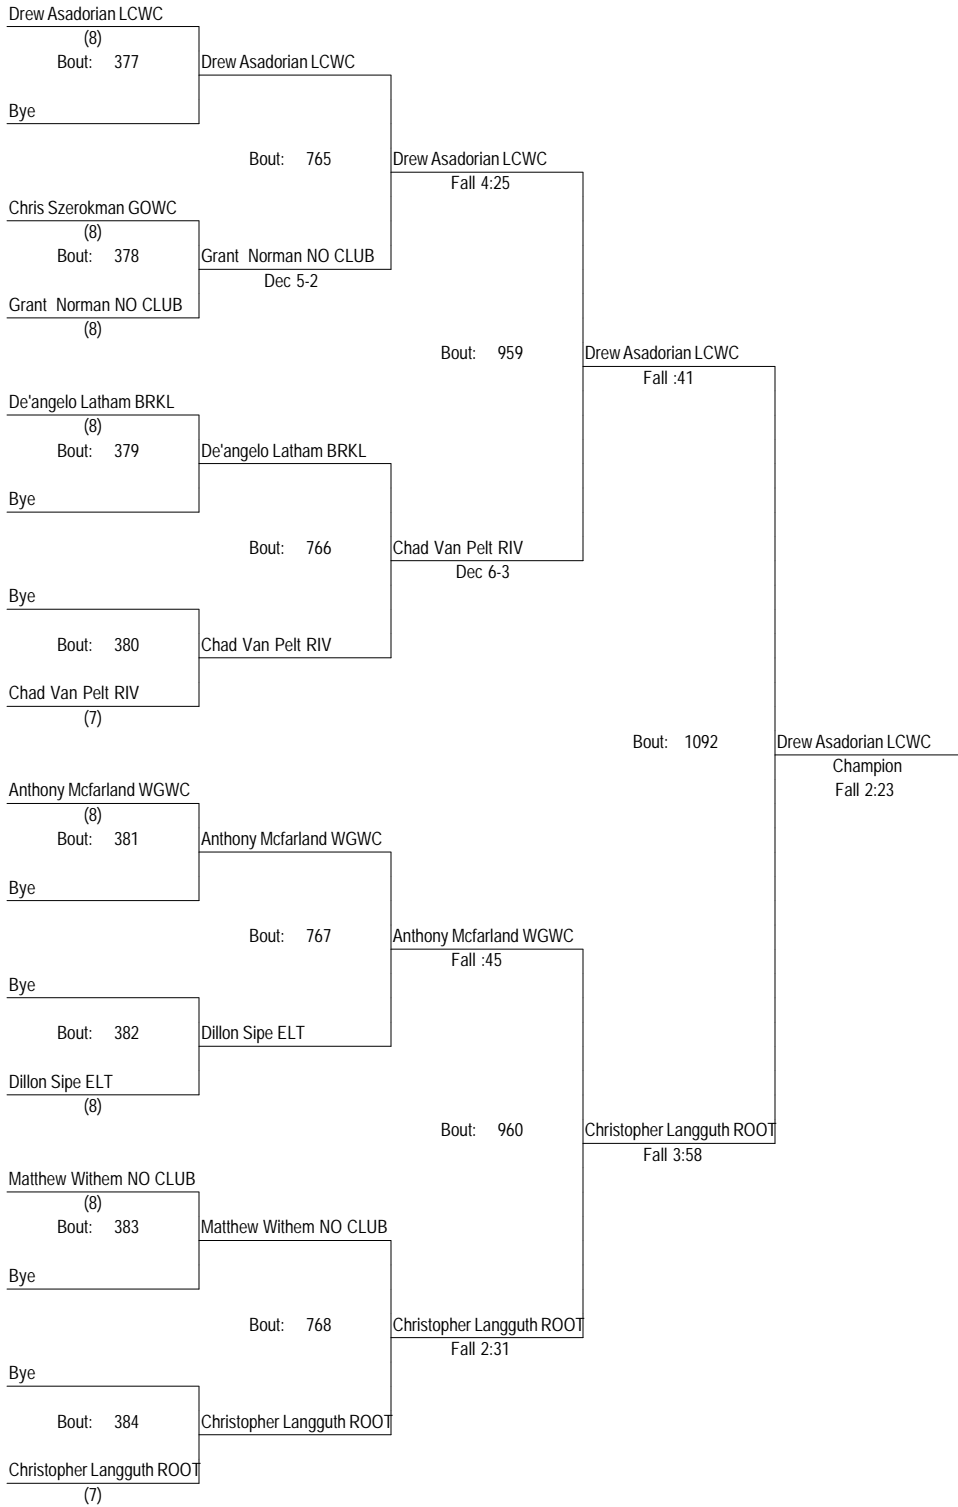 Drew Asadorian LCWC
(8)
Bout: 377
Drew Asadorian LCWC
Bye
Bout: 765
Drew Asadorian LCWC
Fall 4:25
Chris Szerokman GOWC
(8)
Bout: 378
Grant Norman NO CLUB
Dec 5-2
Grant Norman NO CLUB
(8)
Bout: 959
Drew Asadorian LCWC
Fall :41
De'angelo Latham BRKL
(8)
Bout: 379
De'angelo Latham BRKL
Bye
Bout: 766
Chad Van Pelt RIV
Dec 6-3
Bye
Bout: 380
Chad Van Pelt RIV
Chad Van Pelt RIV
(7)
Bout: 1092
Drew Asadorian LCWC
Champion
Fall 2:23
Anthony Mcfarland WGWC
(8)
Bout: 381
Anthony Mcfarland WGWC
Bye
Bout: 767
Anthony Mcfarland WGWC
Fall :45
Bye
Bout: 382
Dillon Sipe ELT
Dillon Sipe ELT
(8)
Bout: 960
Christopher Langguth ROOT
Fall 3:58
Matthew Withem NO CLUB
(8)
Bout: 383
Matthew Withem NO CLUB
Bye
Bout: 768
Christopher Langguth ROOT
Fall 2:31
Bye
Bout: 384
Christopher Langguth ROOT
Christopher Langguth ROOT
(7)